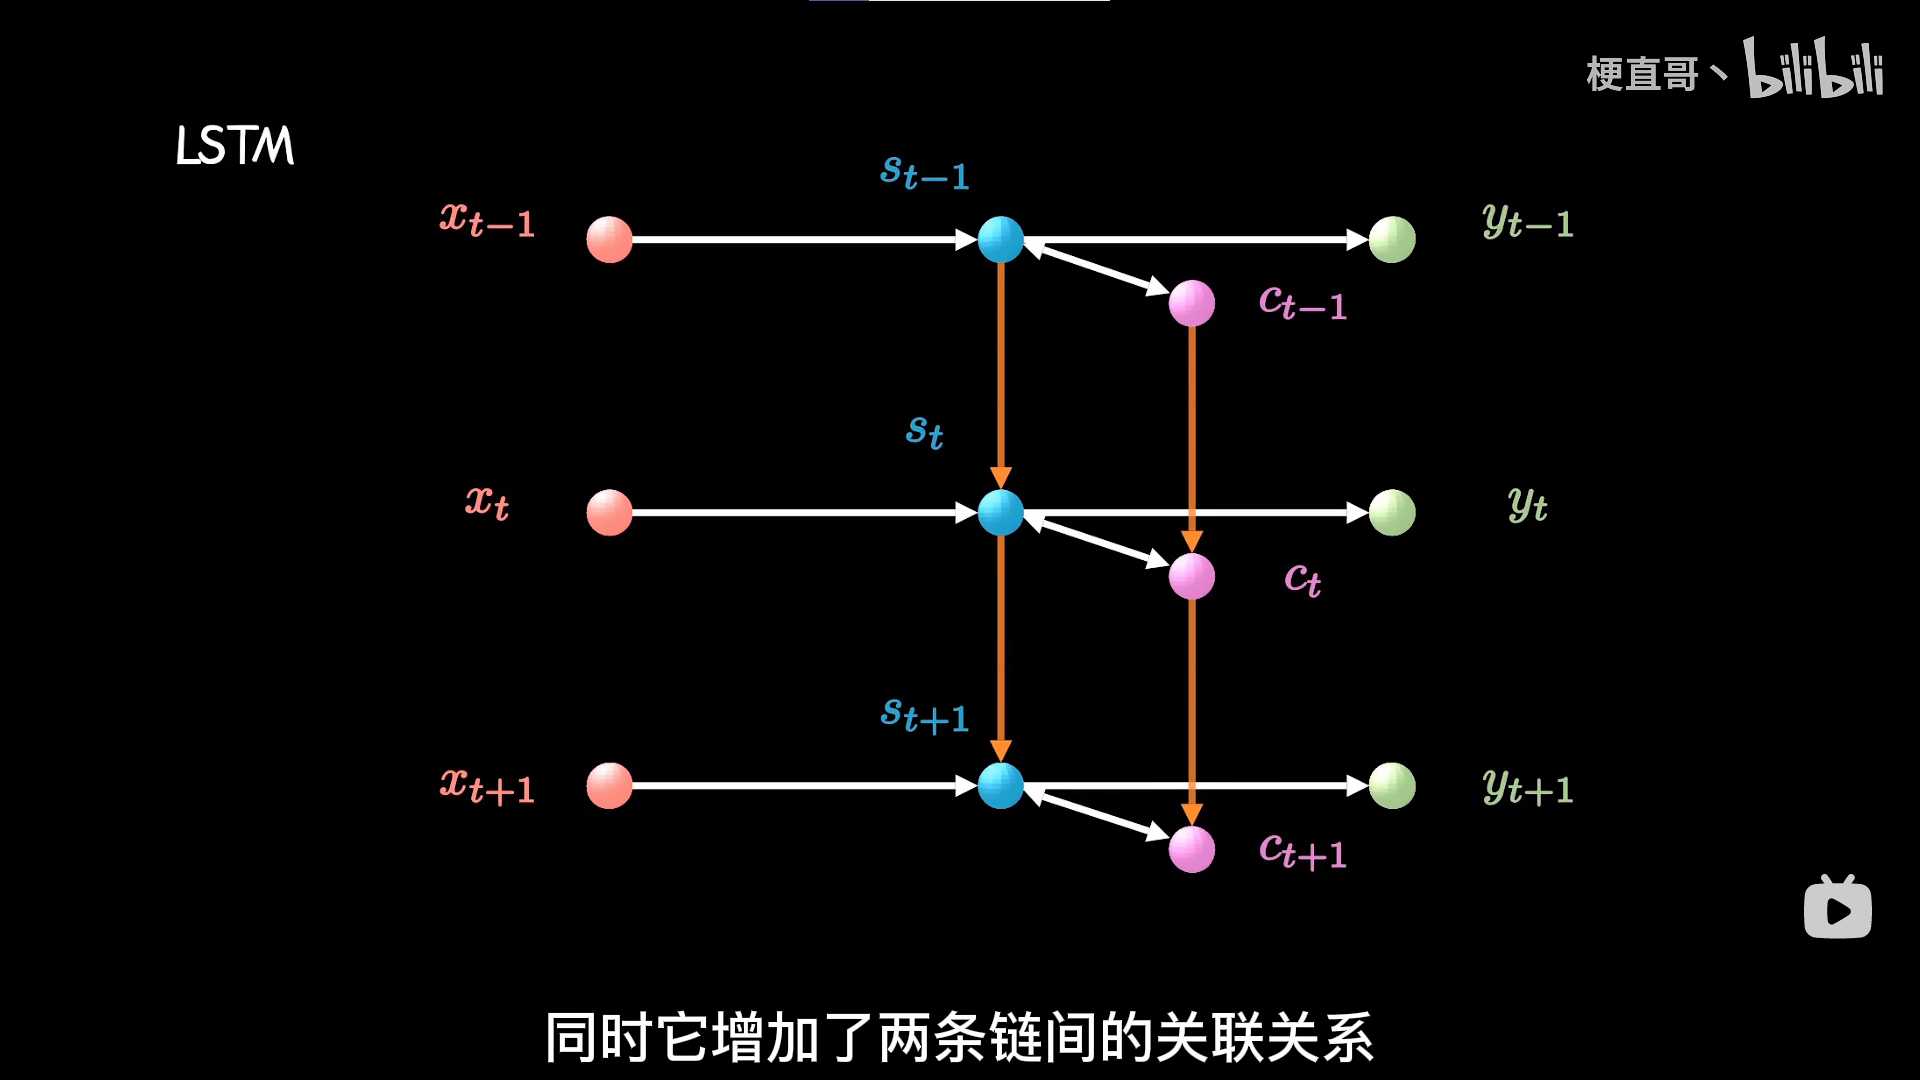 梗直哥丶 bilibili
LSTM
s_{t-1}
x_{t-1}
y_{t-1}
c_{t-1}
s_t
x_t
y_t
c_t
s_{t+1}
x_{t+1}
y_{t+1}
c_{t+1}
同时它增加了两条链间的关联关系